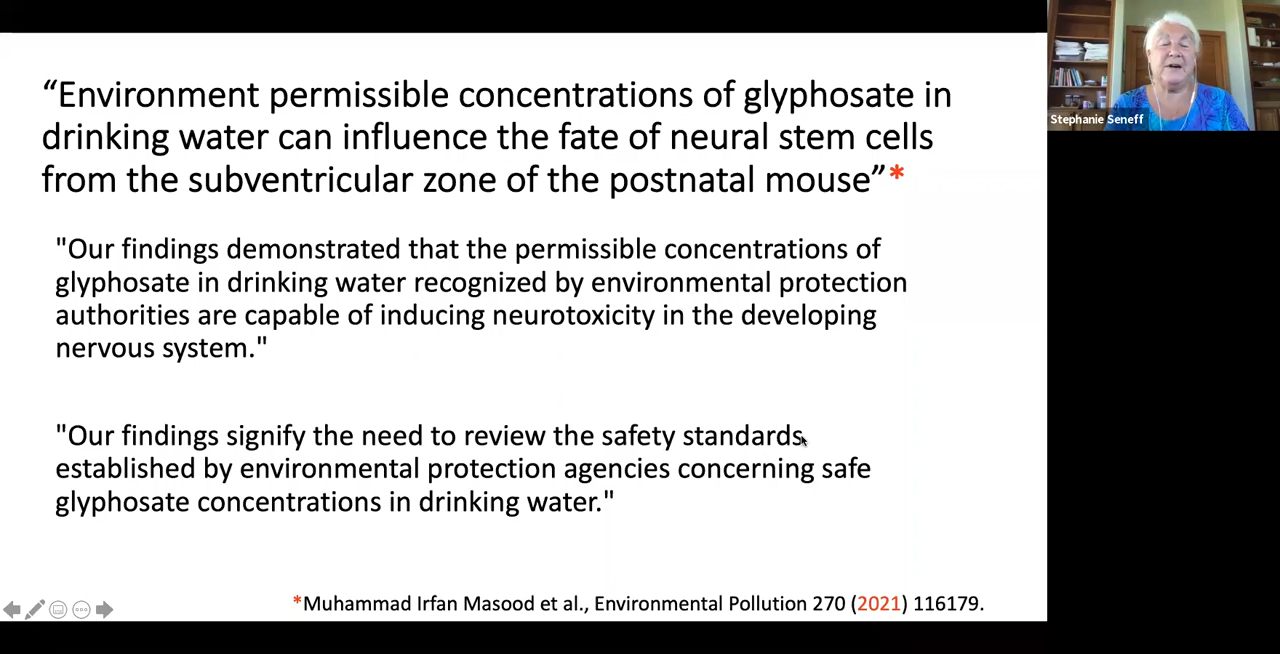 “Environment permissible concentrations of glyphosate in
drinking water can influence the fate of neural stem cells
from the subventricular zone of the postnatal mouse”*
"Our findings demonstrated that the permissible concentrations of
glyphosate in drinking water recognized by environmental protection
authorities are capable of inducing neurotoxicity in the developing
nervous system."
"Our findings signify the need to review the safety standards
established by environmental protection agencies concerning safe
glyphosate concentrations in drinking water."
*Muhammad Irfan Masood et al., Environmental Pollution 270 (2021) 116179.
Stephanie Seneff